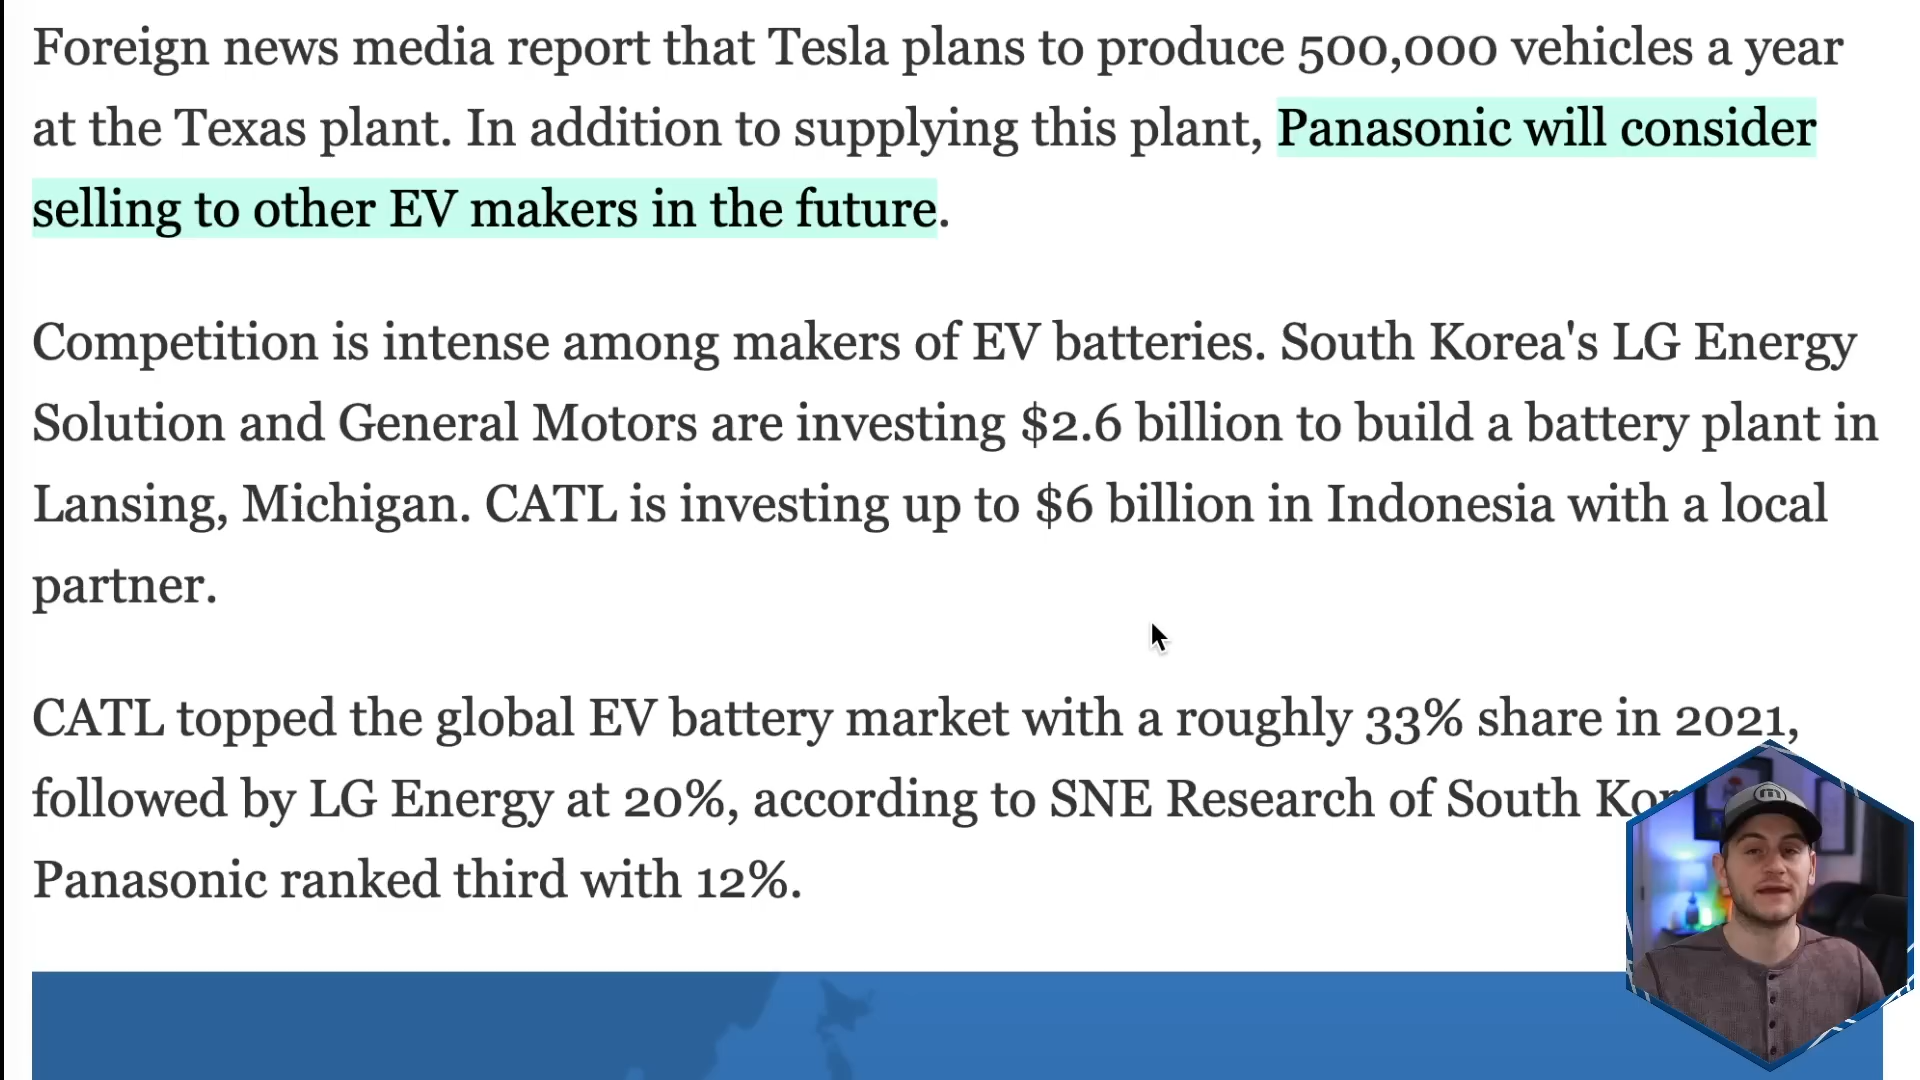 Foreign news media report that Tesla plans to produce 500,000 vehicles a year
at the Texas plant. In addition to supplying this plant, Panasonic will consider
selling to other EV makers in the future.
Competition is intense among makers of EV batteries. South Korea's LG Energy
Solution and General Motors are investing $2.6 billion to build a battery plant in
Lansing, Michigan. CATL is investing up to $6 billion in Indonesia with a local
partner.
CATL topped the global EV battery market with a roughly 33% share in 2021,
followed by LG Energy at 20%, according to SNE Research of South
Panasonic ranked third with 12%.